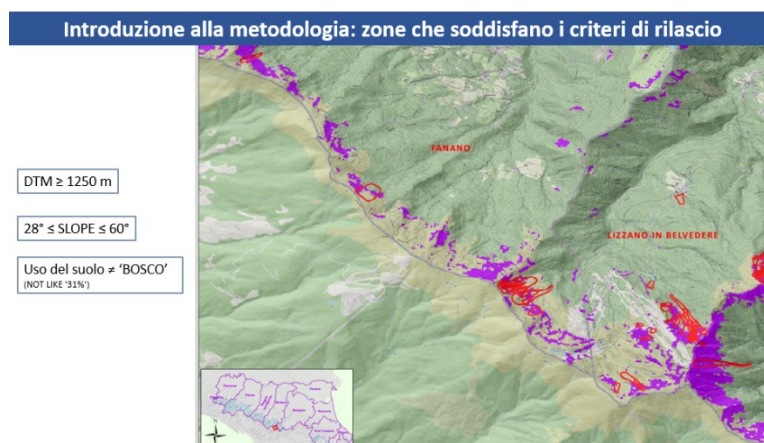 Introduzione alla metodologia: zone che soddisfano i criteri di rilascio
DTM ≥ 1250 m
28° ≤ SLOPE ≤ 60°
Uso del suolo ≠ ‘BOSCO’
(NOT LIKE ‘31%’)
FANANO
LIZZANO IN BELVEDERE